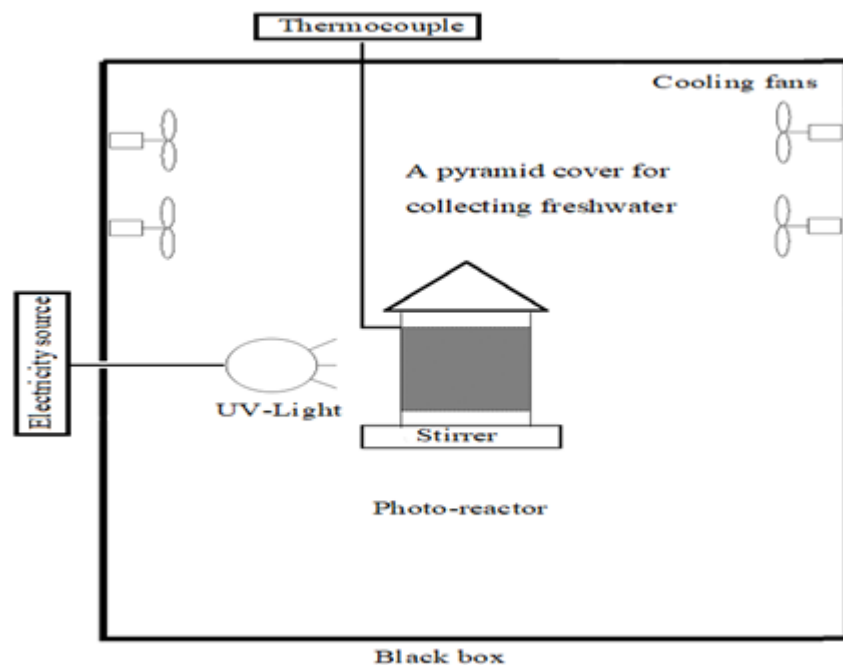 Thermocouple
Cooling fans
A pyramid cover for
collecting freshwater
Electricity source
UV-Light
Stirrer
Photo-reactor
Black box